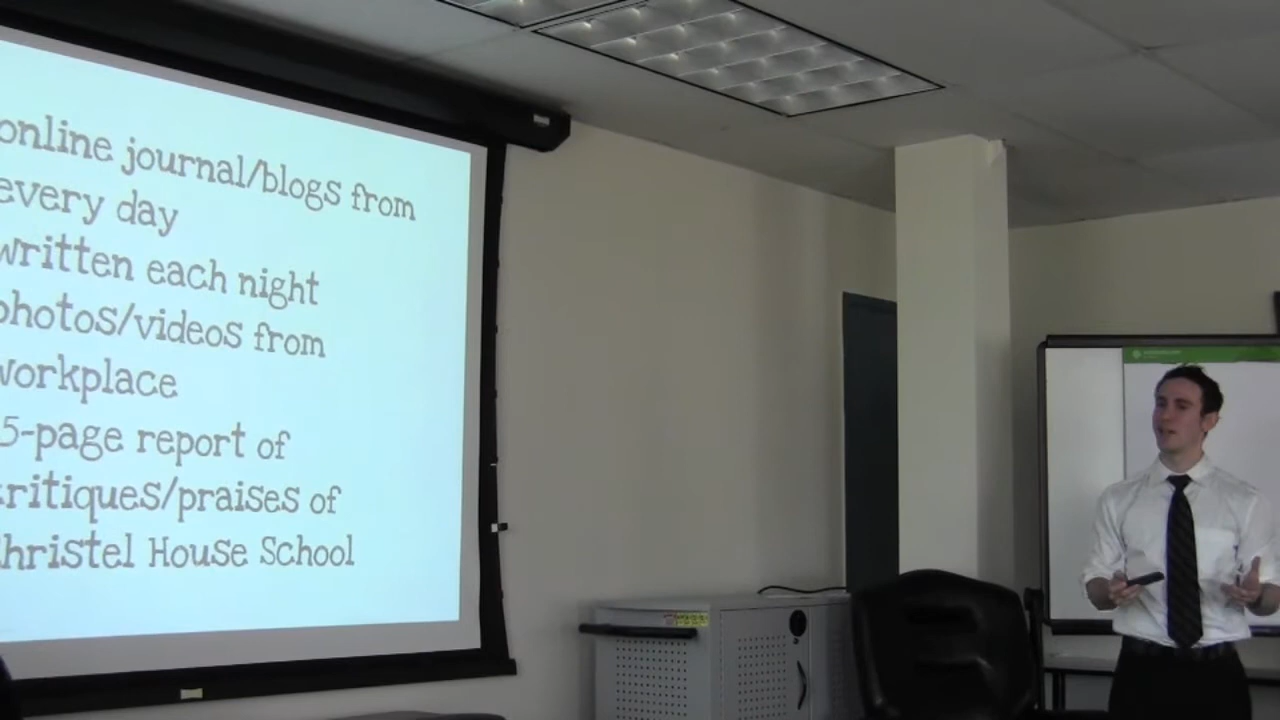 online journal/blogs from
every day
written each night
photos/videos from
workplace
5-page report of
critiques/praises of
Christel House School